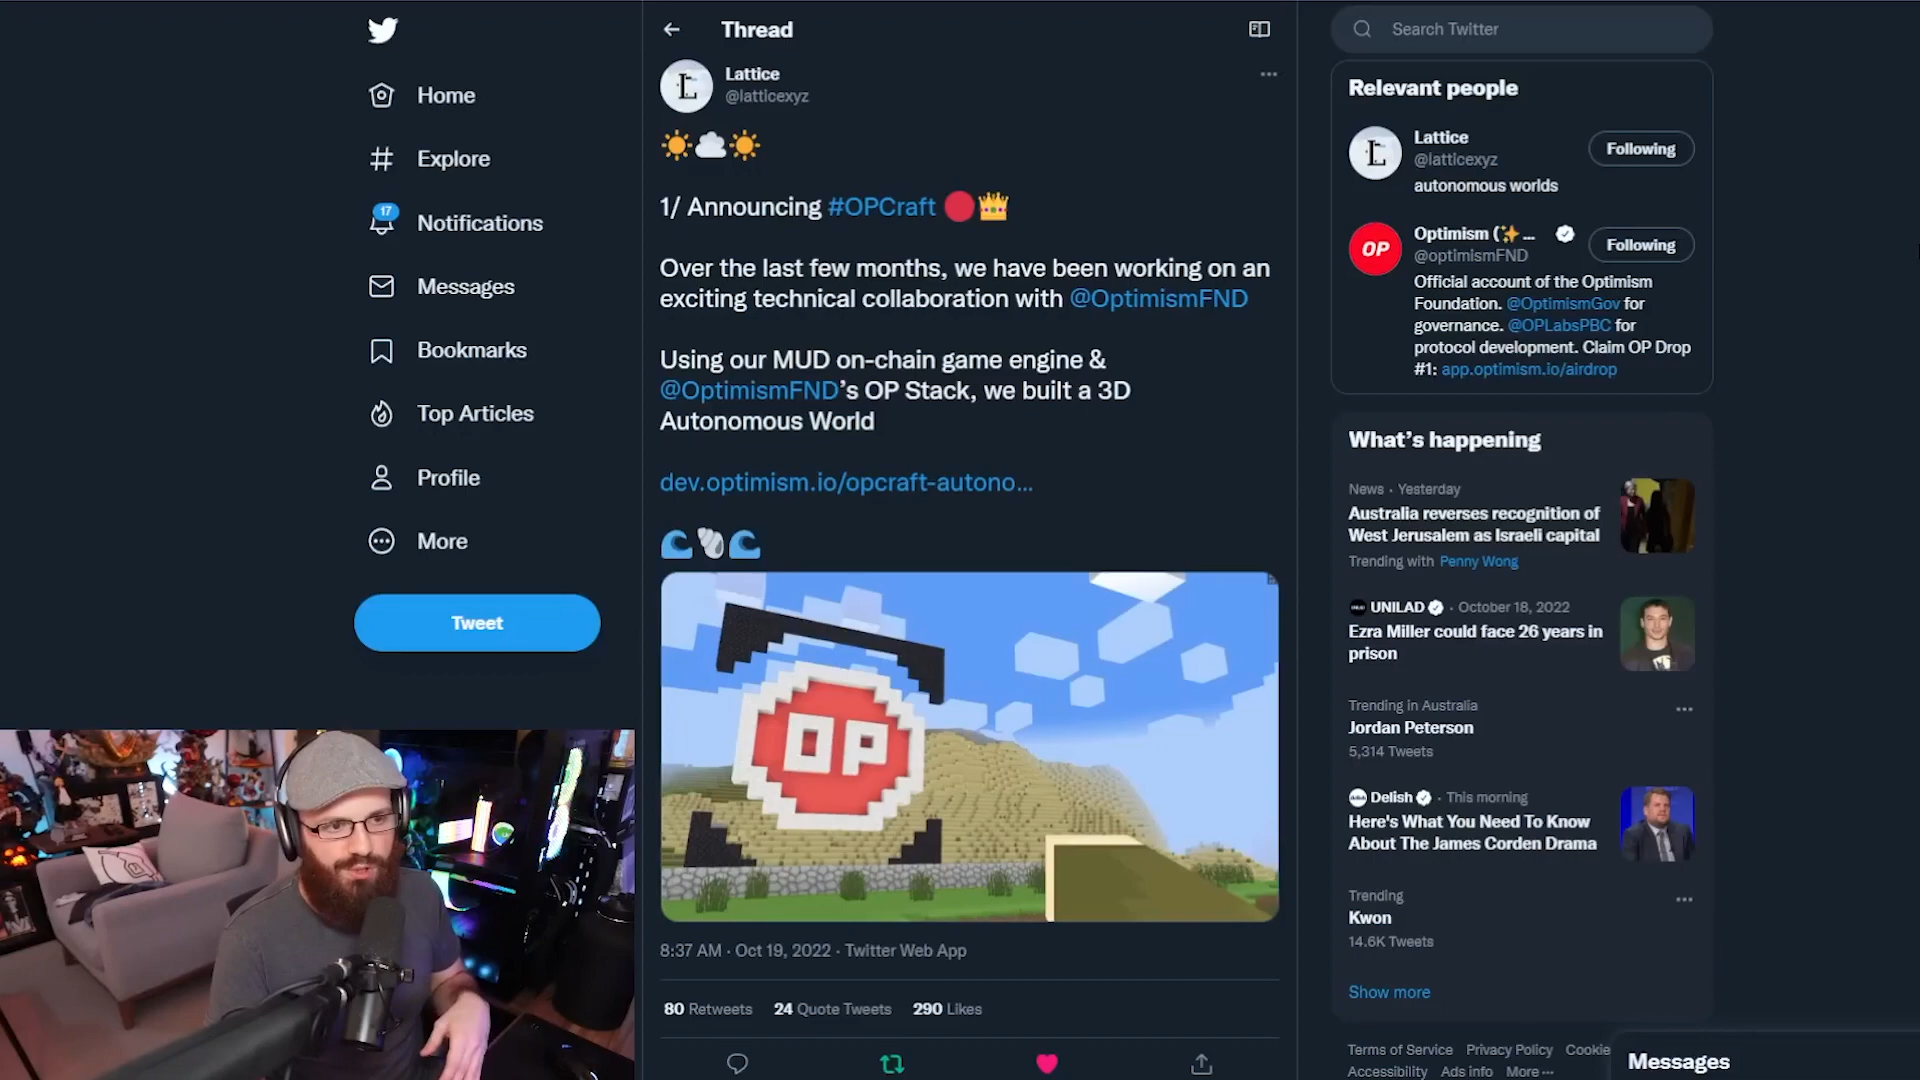 Home
Explore
17
Notifications
Messages
Bookmarks
Top Articles
Profile
More
Tweet
Thread
Lattice
@latticexyz
1/ Announcing #OPCraft
Over the last few months, we have been working on an
exciting technical collaboration with @OptimismFND
Using our MUD on-chain game engine &
@OptimismFND's OP Stack, we built a 3D
Autonomous World
dev.optimism.io/opcraft-autono...
OP
8:37 AM · Oct 19, 2022 · Twitter Web App
80 Retweets 24 Quote Tweets 290 Likes
Search Twitter
Relevant people
Lattice
@latticexyz
Following
autonomous worlds
OP
Optimism (✨ ...
@optimismFND
Following
Official account of the Optimism
Foundation. @OptimismGov for
governance. @OPLabsPBC for
protocol development. Claim OP Drop
#1: app.optimism.io/airdrop
What's happening
News · Yesterday
Australia reverses recognition of
West Jerusalem as Israeli capital
Trending with Penny Wong
UNILAD · October 18, 2022
Ezra Miller could face 26 years in
prison
Trending in Australia
Jordan Peterson
5,314 Tweets
Delish · This morning
Here's What You Need To Know
About The James Corden Drama
Trending
Kwon
14.6K Tweets
Show more
Terms of Service Privacy Policy Cookie
Accessibility Ads info More ...
Messages